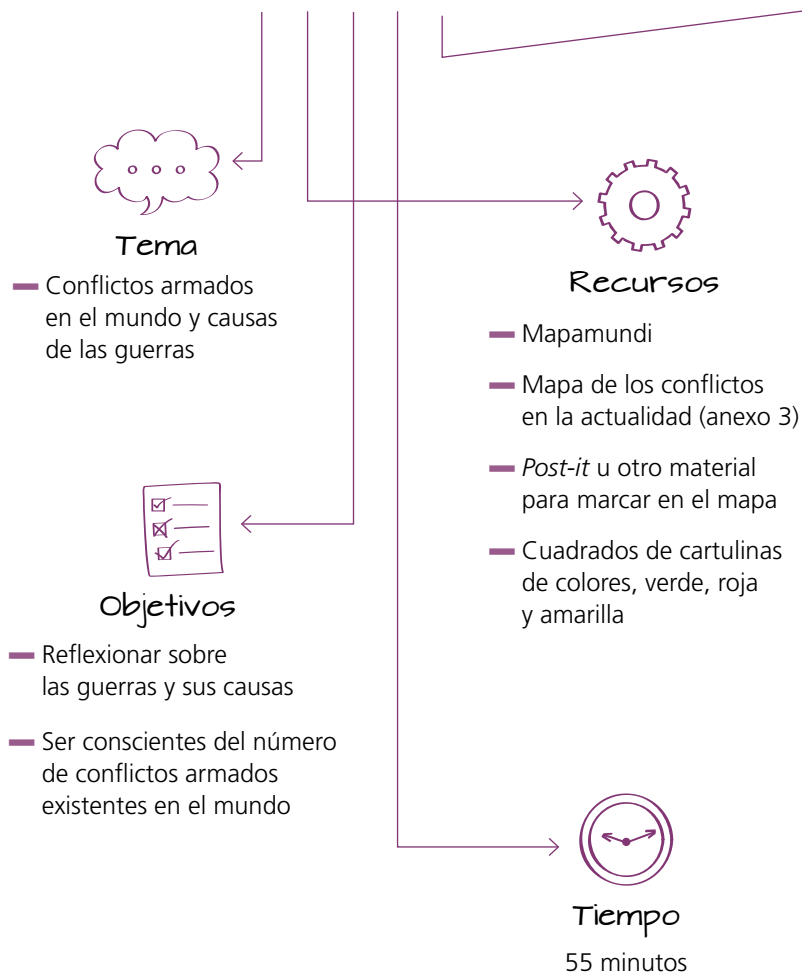 Tema
Conflictos armados
en el mundo y causas
de las guerras
Objetivos
Reflexionar sobre
las guerras y sus causas
Ser conscientes del número
de conflictos armados
existentes en el mundo
Recursos
Mapamundi
Mapa de los conflictos
en la actualidad (anexo 3)
Post-it u otro material
para marcar en el mapa
Cuadrados de cartulinas
de colores, verde, roja
y amarilla
Tiempo
55 minutos